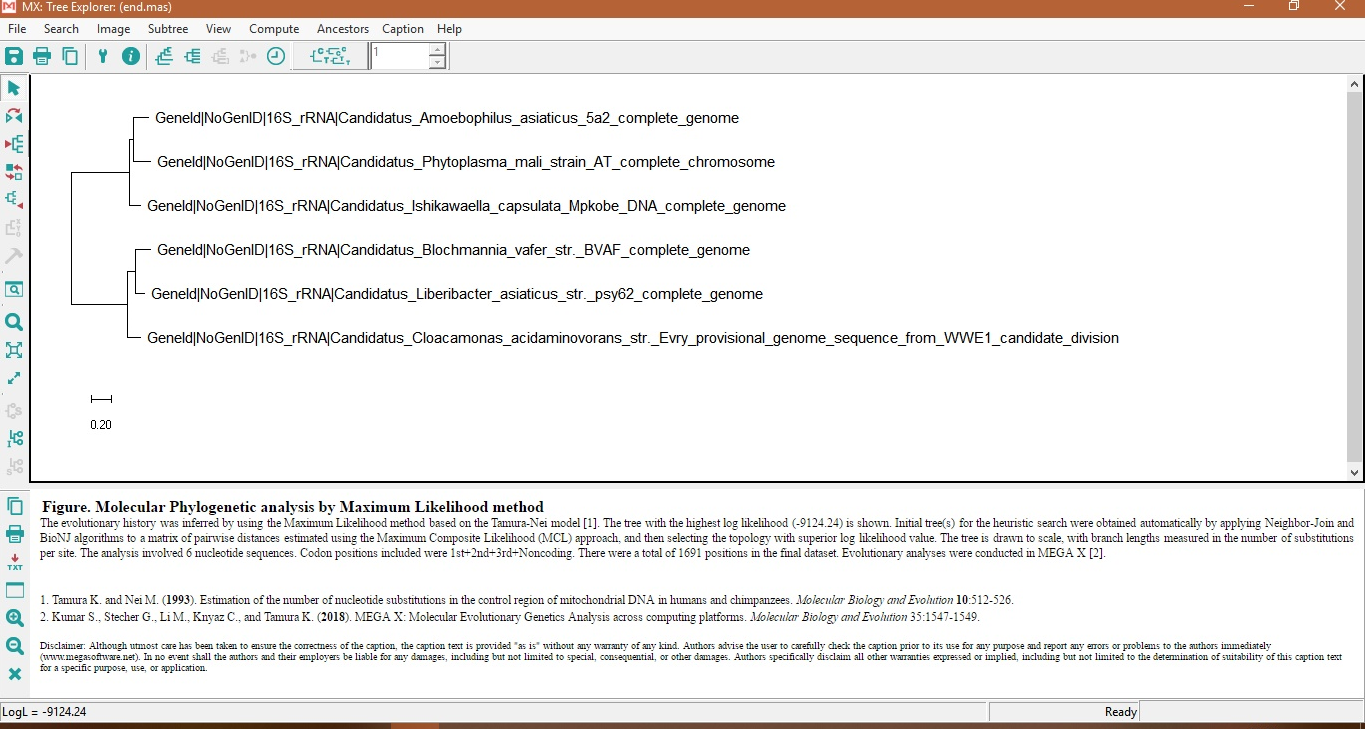 MX: Tree Explorer: (end.mas)
File Search Image Subtree View Compute Ancestors Caption Help
1
GeneId|NoGenID|16S_rRNA|Candidatus_Amoebophilus_asiaticus_5a2_complete_genome
GeneId|NoGenID|16S_rRNA|Candidatus_Phytoplasma_mali_strain_AT_complete_chromosome
GeneId|NoGenID|16S_rRNA|Candidatus_Ishikawaella_capsulata_Mpkobe_DNA_complete_genome
GeneId|NoGenID|16S_rRNA|Candidatus_Blochmannia_vafer_str._BVAF_complete_genome
GeneId|NoGenID|16S_rRNA|Candidatus_Liberibacter_asiaticus_str._psy62_complete_genome
GeneId|NoGenID|16S_rRNA|Candidatus_Cloacamonas_acidaminovorans_str._Evry_provisional_genome_sequence_from_WWE1_candidate_division
0.20
Figure. Molecular Phylogenetic analysis by Maximum Likelihood method
The evolutionary history was inferred by using the Maximum Likelihood method based on the Tamura-Nei model [1]. The tree with the highest log likelihood (-9124.24) is shown. Initial tree(s) for the heuristic search were obtained automatically by applying Neighbor-Join and
BioNJ algorithms to a matrix of pairwise distances estimated using the Maximum Composite Likelihood (MCL) approach, and then selecting the topology with superior log likelihood value. The tree is drawn to scale, with branch lengths measured in the number of substitutions
per site. The analysis involved 6 nucleotide sequences. Codon positions included were 1st+2nd+3rd+Noncoding. There were a total of 1691 positions in the final dataset. Evolutionary analyses were conducted in MEGA X [2].
1. Tamura K. and Nei M. (1993). Estimation of the number of nucleotide substitutions in the control region of mitochondrial DNA in humans and chimpanzees. Molecular Biology and Evolution 10:512-526.
2. Kumar S., Stecher G., Li M., Knyaz C., and Tamura K. (2018). MEGA X: Molecular Evolutionary Genetics Analysis across computing platforms. Molecular Biology and Evolution 35:1547-1549.
Disclaimer: Although utmost care has been taken to ensure the correctness of the caption, the caption text is provided "as is" without any warranty of any kind. Authors advise the user to carefully check the caption prior to its use for any purpose and report any errors or problems to the authors immediately
(www.megasoftware.net). In no event shall the authors and their employers be liable for any damages, including but not limited to special, consequential, or other damages. Authors specifically disclaim all other warranties expressed or implied, including but not limited to the determination of suitability of this caption text
for a specific purpose, use, or application.
TXT
LogL = -9124.24
Ready